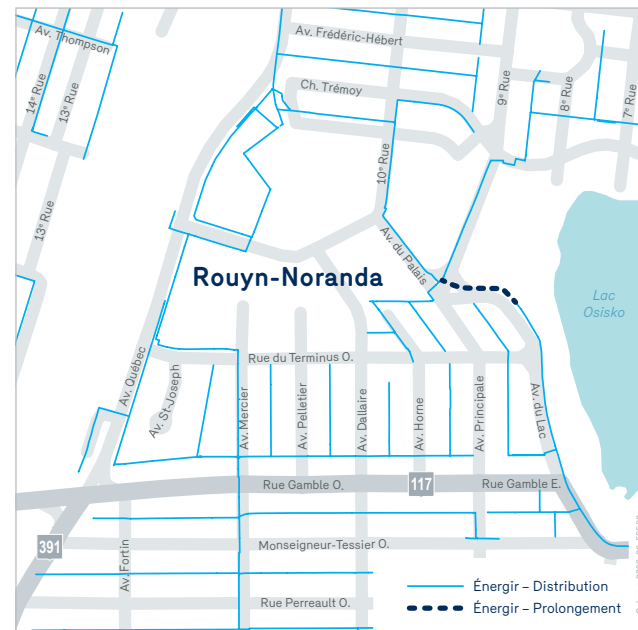 Av. Thompson
Av. Frédéric-Hébert
Ch. Trémoy
14e Rue
13e Rue
9e Rue
8e Rue
7e Rue
10e Rue
13e Rue
Av. du Palais
Rouyn-Noranda
Lac
Osisko
Rue du Terminus O.
Av. Québec
Av. St-Joseph
Av. Mercier
Av. Pelletier
Av. Dallaire
Av. Horne
Av. Principale
Av. du Lac
Rue Gamble O.
117
Rue Gamble E.
391
Monseigneur-Tessier O.
Av. Fortin
Rue Perreault O.
Énergir – Distribution
Énergir – Prolongement